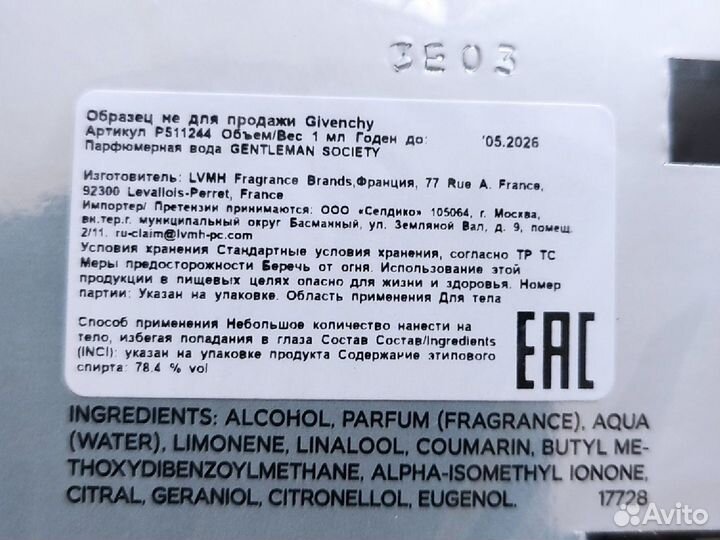 3E03
Образец не для продажи Givenchy
Артикул P511244 Объем/Вес 1 мл Годен до: '05.2026
Парфюмерная вода GENTLEMAN SOCIETY
Изготовитель: LVMH Fragrance Brands,Франция, 77 Rue A. France,
92300 Levallois-Perret, France
Импортер/ Претензии принимаются: ООО «Селдико» 105064, г. Москва,
вн.тер.г. муниципальный округ Басманный, ул. Земляной Вал, д. 9, помещ.
2/11. ru-claim@lvmh-pc.com
Условия хранения Стандартные условия хранения, согласно ТР ТС
Меры предосторожности Беречь от огня. Использование этой
продукции в пищевых целях опасно для жизни и здоровья. Номер
партии: Указан на упаковке. Область применения Для тела
Способ применения Небольшое количество нанести на
тело, избегая попадания в глаза Состав Состав/Ingredients
(INCI): указан на упаковке продукта Содержание этипового
спирта: 78.4 % vol
EAC
INGREDIENTS: ALCOHOL, PARFUM (FRAGRANCE), AQUA
(WATER), LIMONENE, LINALOOL, COUMARIN, BUTYL ME-
THOXYDIBENZOYLMETHANE, ALPHA-ISOMETHYL IONONE,
CITRAL, GERANIOL, CITRONELLOL, EUGENOL. 17728
Avito